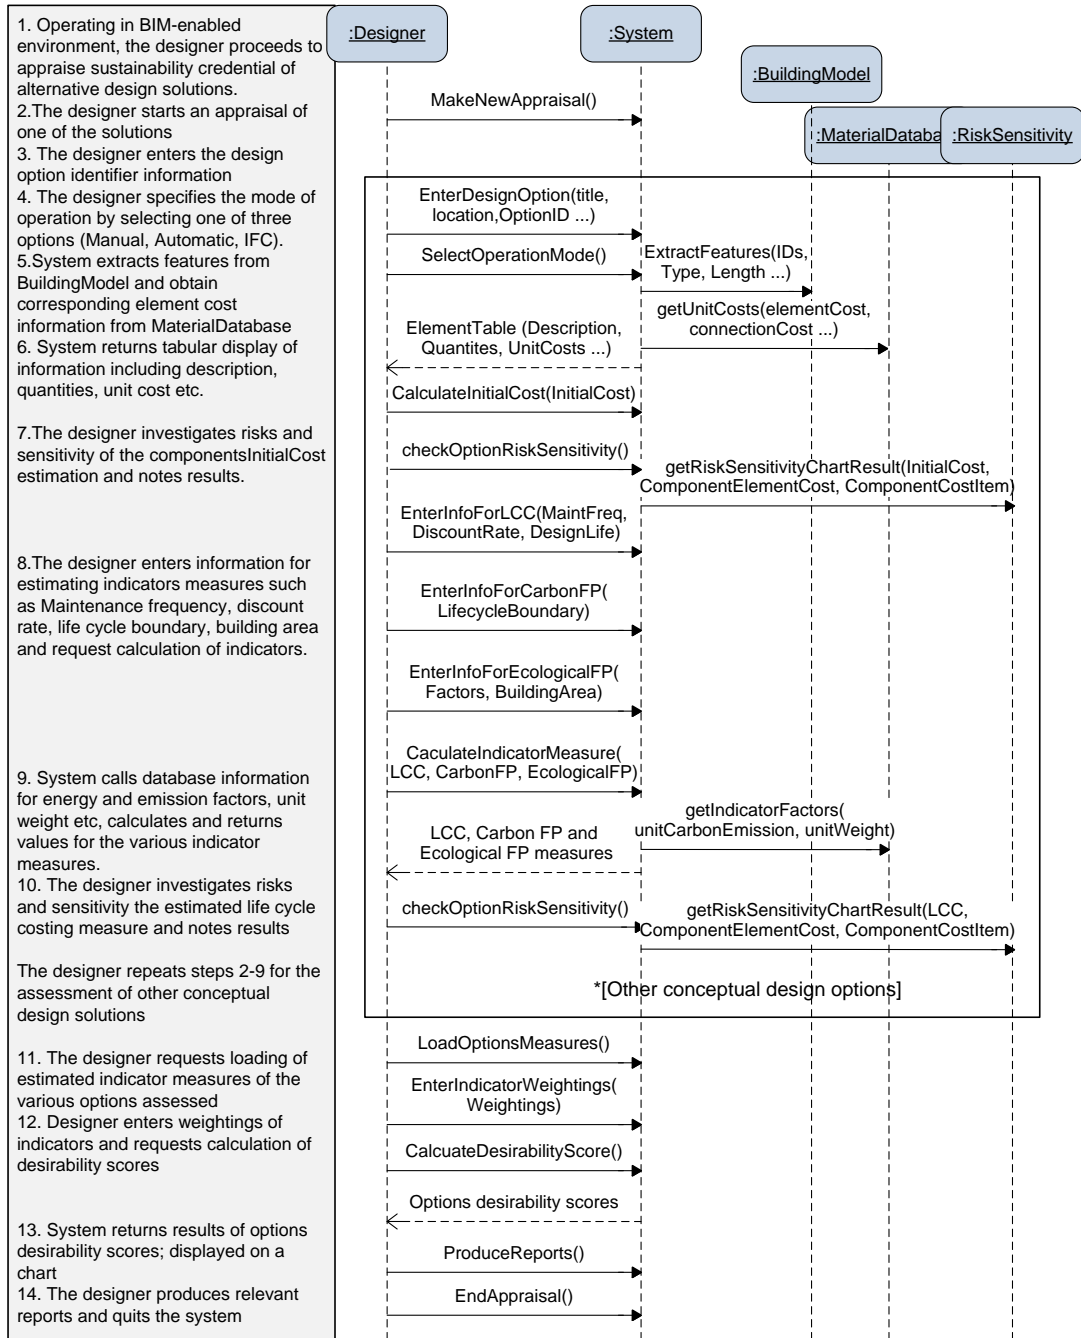 1. Operating in BIM-enabled
environment, the designer proceeds to
appraise sustainability credential of
alternative design solutions.
2.The designer starts an appraisal of
one of the solutions
3. The designer enters the design
option identifier information
4. The designer specifies the mode of
operation by selecting one of three
options (Manual, Automatic, IFC).
5.System extracts features from
BuildingModel and obtain
corresponding element cost
information from MaterialDatabase
6. System returns tabular display of
information including description,
quantities, unit cost etc.
7.The designer investigates risks and
sensitivity of the componentsInitialCost
estimation and notes results.
8.The designer enters information for
estimating indicators measures such
as Maintenance frequency, discount
rate, life cycle boundary, building area
and request calculation of indicators.
9. System calls database information
for energy and emission factors, unit
weight etc, calculates and returns
values for the various indicator
measures.
10. The designer investigates risks
and sensitivity the estimated life cycle
costing measure and notes results
The designer repeats steps 2-9 for the
assessment of other conceptual
design solutions
11. The designer requests loading of
estimated indicator measures of the
various options assessed
12. Designer enters weightings of
indicators and requests calculation of
desirability scores
13. System returns results of options
desirability scores; displayed on a
chart
14. The designer produces relevant
reports and quits the system
:Designer
:System
:BuildingModel
:MaterialDataba
:RiskSensitivity
MakeNewAppraisal()
EnterDesignOption(title,
location,OptionID ...)
SelectOperationMode()
ExtractFeatures(IDs,
Type, Length ...)
getUnitCosts(elementCost,
connectionCost ...)
ElementTable (Description,
Quantites, UnitCosts ...)
CalculateInitialCost(InitialCost)
checkOptionRiskSensitivity()
getRiskSensitivityChartResult(InitialCost,
ComponentElementCost, ComponentCostItem)
EnterInfoForLCC(MaintFreq,
DiscountRate, DesignLife)
EnterInfoForCarbonFP(
LifecycleBoundary)
EnterInfoForEcologicalFP(
Factors, BuildingArea)
CaculateIndicatorMeasure(
LCC, CarbonFP, EcologicalFP)
getIndicatorFactors(
unitCarbonEmission, unitWeight)
LCC, Carbon FP and
Ecological FP measures
checkOptionRiskSensitivity()
getRiskSensitivityChartResult(LCC,
ComponentElementCost, ComponentCostItem)
*[Other conceptual design options]
LoadOptionsMeasures()
EnterIndicatorWeightings(
Weightings)
CalcuateDesirabilityScore()
Options desirability scores
ProduceReports()
EndAppraisal()